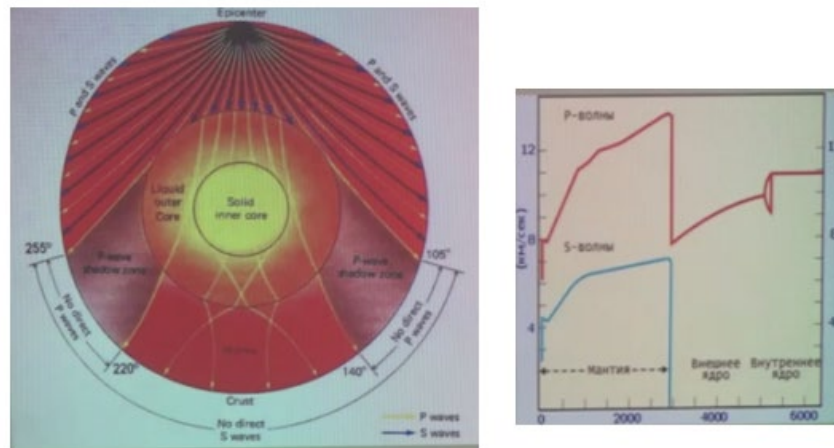 Epicenter
P and S waves
P and S waves
Liquid
outer
Core
Solid
inner core
255°
P-wave
shadow zone
P-wave
shadow zone
105°
No direct
P waves
No direct
P waves
220°
140°
Crust
No direct
S waves
P waves
S waves
P-волны
12
S-волны
8
(км/сек)
4
Мантия
Внешнее
ядро
Внутреннее
ядро
0
2000
4000
6000